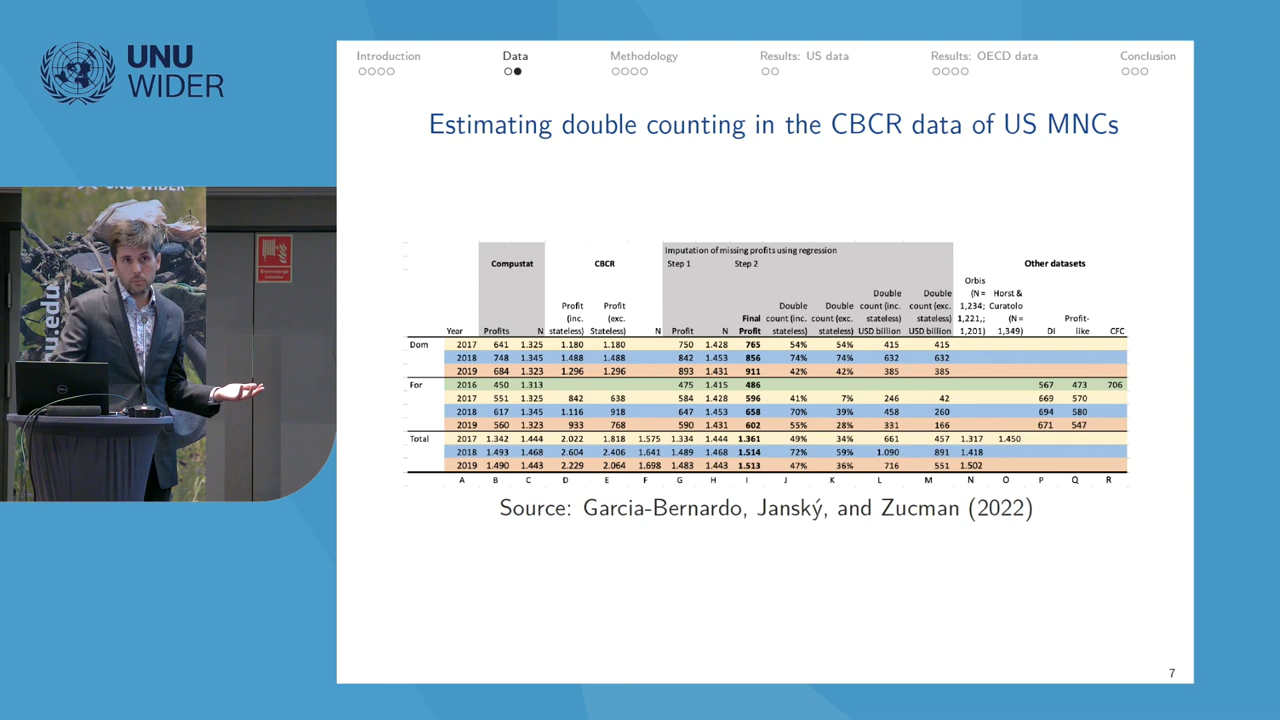 UNU
WIDER
UNU WIDER
Introduction Data Methodology Results: US data Results: OECD data Conclusion
Estimating double counting in the CBCR data of US MNCs
Imputation of missing profits using regression
Compustat CBCR Step 1 Step 2 Other datasets
Year Profits N Profit (inc. stateless) Profit (exc. Stateless) N Profit N Final Profit Double count (inc. stateless) Double count (exc. stateless) Double count (inc. stateless) USD billion Double count (exc. stateless) USD billion Orbis (N = 1,234; 1,221,; 1,201) Horst & Curatolo (N = 1,349) DI Profit-like CFC
Dom 2017 641 1.325 1.180 1.180 750 1.428 765 54% 54% 415 415
2018 748 1.345 1.488 1.488 842 1.453 856 74% 74% 632 632
2019 684 1.323 1.296 1.296 893 1.431 911 42% 42% 385 385
For 2016 450 1.313 475 1.415 486 567 473 706
2017 551 1.325 842 638 584 1.428 596 41% 7% 246 42 669 570
2018 617 1.345 1.116 918 647 1.453 658 70% 39% 458 260 694 580
2019 560 1.323 933 768 590 1.431 602 55% 28% 331 166 671 547
Total 2017 1.342 1.444 2.022 1.818 1.575 1.334 1.444 1.361 49% 34% 661 457 1.317 1.450
2018 1.493 1.468 2.604 2.406 1.641 1.489 1.468 1.514 72% 59% 1.090 891 1.418
2019 1.490 1.443 2.229 2.064 1.698 1.483 1.443 1.513 47% 36% 716 551 1.502
A B C D E F G H I J K L M N O P Q R
Source: Garcia-Bernardo, Janský, and Zucman (2022)
7